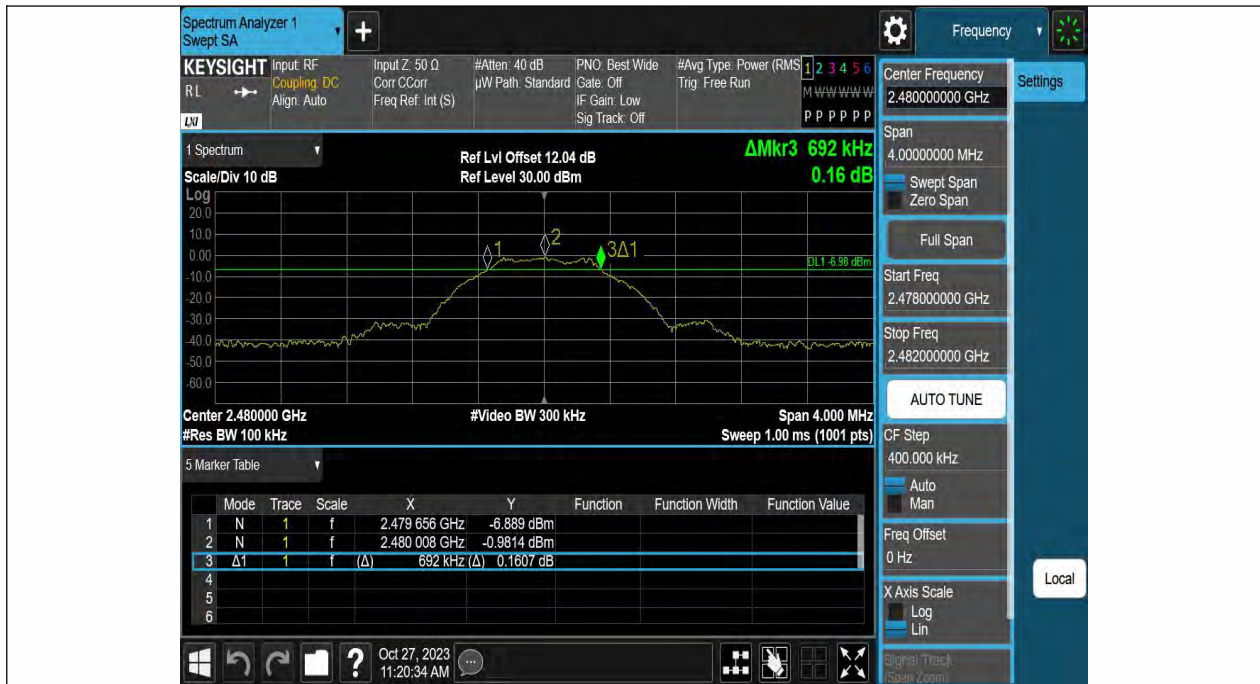 Spectrum Analyzer 1
Swept SA
Frequency
KEYSIGHT
RL
LXI
Input: RF
Coupling: DC
Align: Auto
Input Z: 50 Ω
Corr CCorr
Freq Ref: Int (S)
#Atten: 40 dB
µW Path: Standard
PNO: Best Wide
Gate: Off
IF Gain: Low
Sig Track: Off
#Avg Type: Power (RMS
Trig: Free Run
1 2 3 4 5 6
M W W W W W
P P P P P P
1 Spectrum
Scale/Div 10 dB
Ref Lvl Offset 12.04 dB
Ref Level 30.00 dBm
ΔMkr3 692 kHz
0.16 dB
Log
20.0
10.0
0.00
-10.0
-20.0
-30.0
-40.0
-50.0
-60.0
1
2
3Δ1
DL1 -6.98 dBm
Center 2.480000 GHz
#Video BW 300 kHz
Span 4.000 MHz
#Res BW 100 kHz
Sweep 1.00 ms (1001 pts)
5 Marker Table
Mode Trace Scale X Y Function Function Width Function Value
1 N 1 f 2.479 656 GHz -6.889 dBm
2 N 1 f 2.480 008 GHz -0.9814 dBm
3 Δ1 1 f (Δ) 692 kHz (Δ) 0.1607 dB
4
5
6
Oct 27, 2023
11:20:34 AM
Center Frequency
2.480000000 GHz
Settings
Span
4.00000000 MHz
Swept Span
Zero Span
Full Span
Start Freq
2.478000000 GHz
Stop Freq
2.482000000 GHz
AUTO TUNE
CF Step
400.000 kHz
Auto
Man
Freq Offset
0 Hz
X Axis Scale
Log
Lin
Signal Track
(Span Zoom)
Local